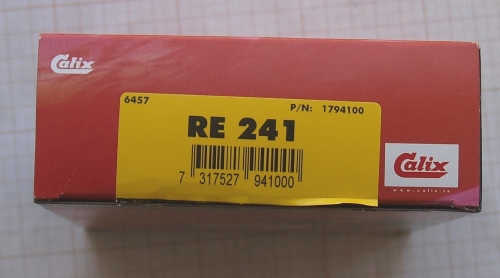 Calix
6457 P/N: 1794100
RE 241
7 317527 941000
Calix
www.calix.se